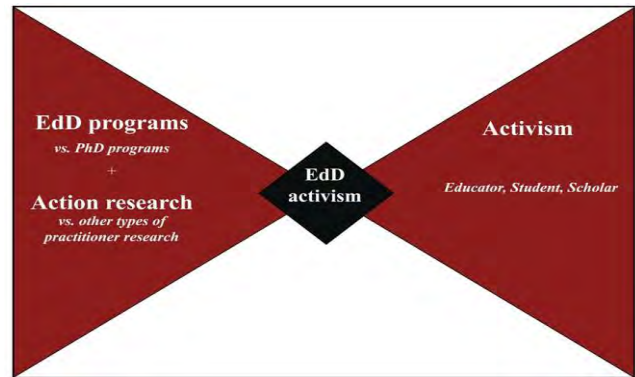 EdD programs
vs. PhD programs
+
Action research
vs. other types of
practitioner research
EdD
activism
Activism
Educator, Student, Scholar